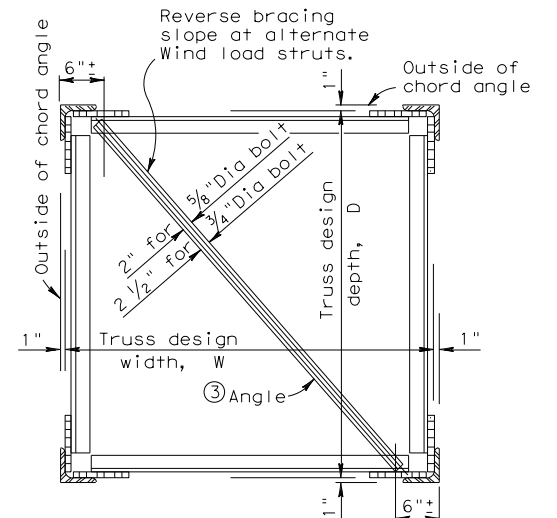 Reverse bracing
slope at alternate
Wind load struts.
6"±
1"
Outside of
chord angle
Outside of chord angle
5/8"Dia bolt
3/4"Dia bolt
2" for
2 1/2" for
Truss design
depth, D
1"
Truss design
width, W
1"
③ Angle
1"
6"±